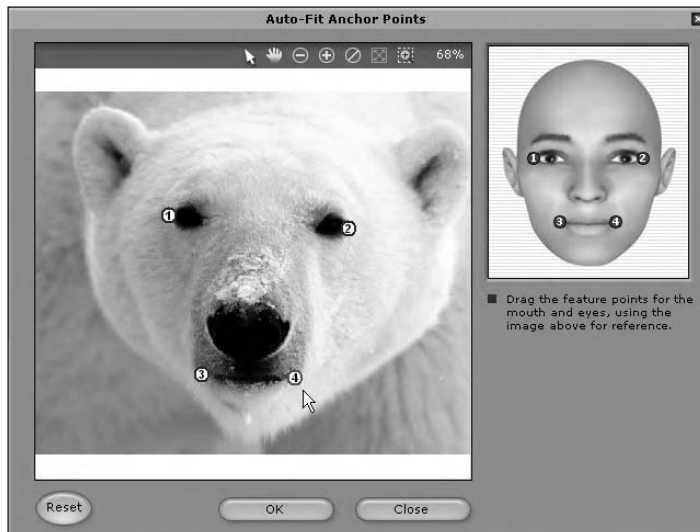 Auto-Fit Anchor Points
68%
1
2
3
4
1
2
3
4
Drag the feature points for the
mouth and eyes, using the
image above for reference.
Reset
OK
Close